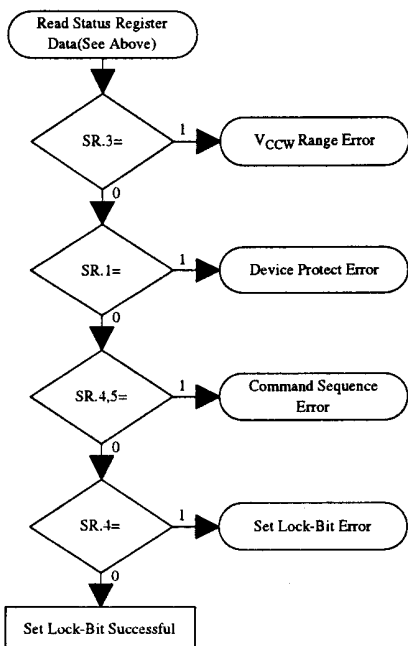 Read Status Register
Data(See Above)
SR.3=
1
V_CCW Range Error
0
SR.1=
1
Device Protect Error
0
SR.4,5=
1
Command Sequence
Error
0
SR.4=
1
Set Lock-Bit Error
0
Set Lock-Bit Successful